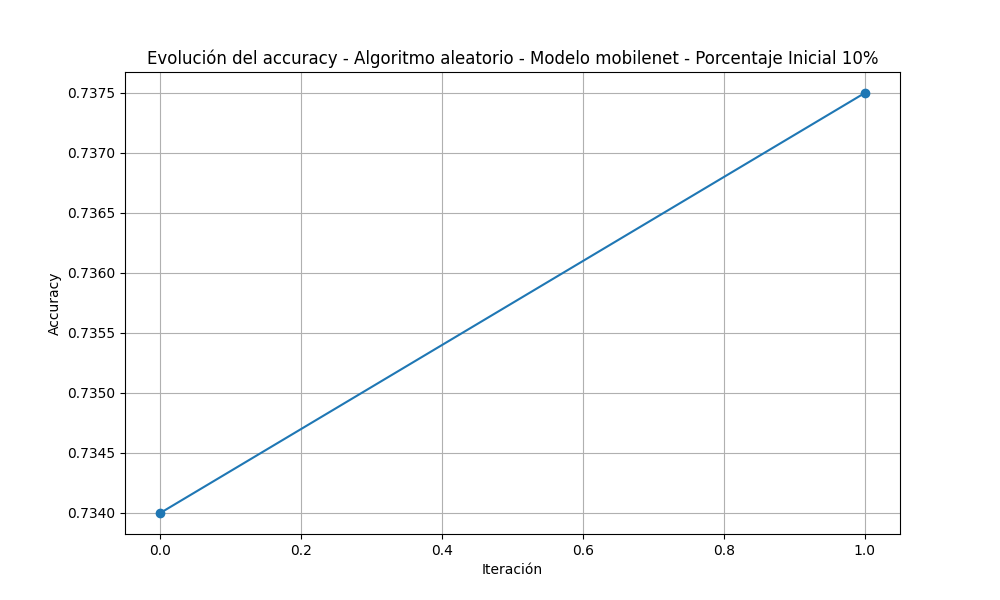 Evolución del accuracy - Algoritmo aleatorio - Modelo mobilenet - Porcentaje Inicial 10%
0.7375
0.7370
0.7365
0.7360
0.7355
0.7350
0.7345
0.7340
Accuracy
0.0 0.2 0.4 0.6 0.8 1.0
Iteración